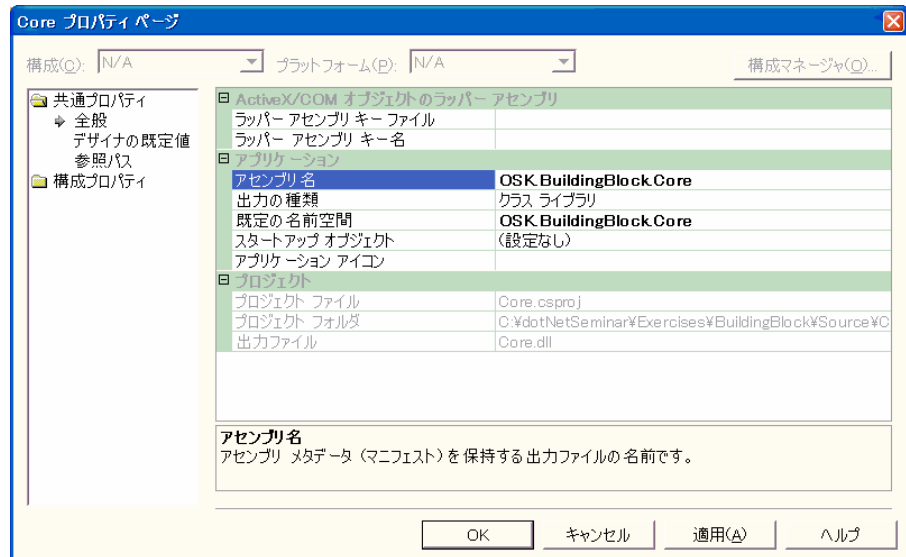 Core プロパティ ページ
構成(C): N/A プラットフォーム(P): N/A 構成マネージャ(O)...
共通プロパティ
全般
デザイナの既定値
参照パス
構成プロパティ
ActiveX/COM オブジェクトのラッパー アセンブリ
ラッパー アセンブリ キー ファイル
ラッパー アセンブリ キー名
アプリケーション
アセンブリ名 OSK.BuildingBlock.Core
出力の種類 クラス ライブラリ
既定の名前空間 OSK.BuildingBlock.Core
スタートアップ オブジェクト (設定なし)
アプリケーション アイコン
プロジェクト
プロジェクト ファイル Core.csproj
プロジェクト フォルダ C:¥dotNetSeminar¥Exercises¥BuildingBlock¥Source¥C
出力ファイル Core.dll
アセンブリ名
アセンブリ メタデータ (マニフェスト) を保持する出力ファイルの名前です。
OK キャンセル 適用(A) ヘルプ